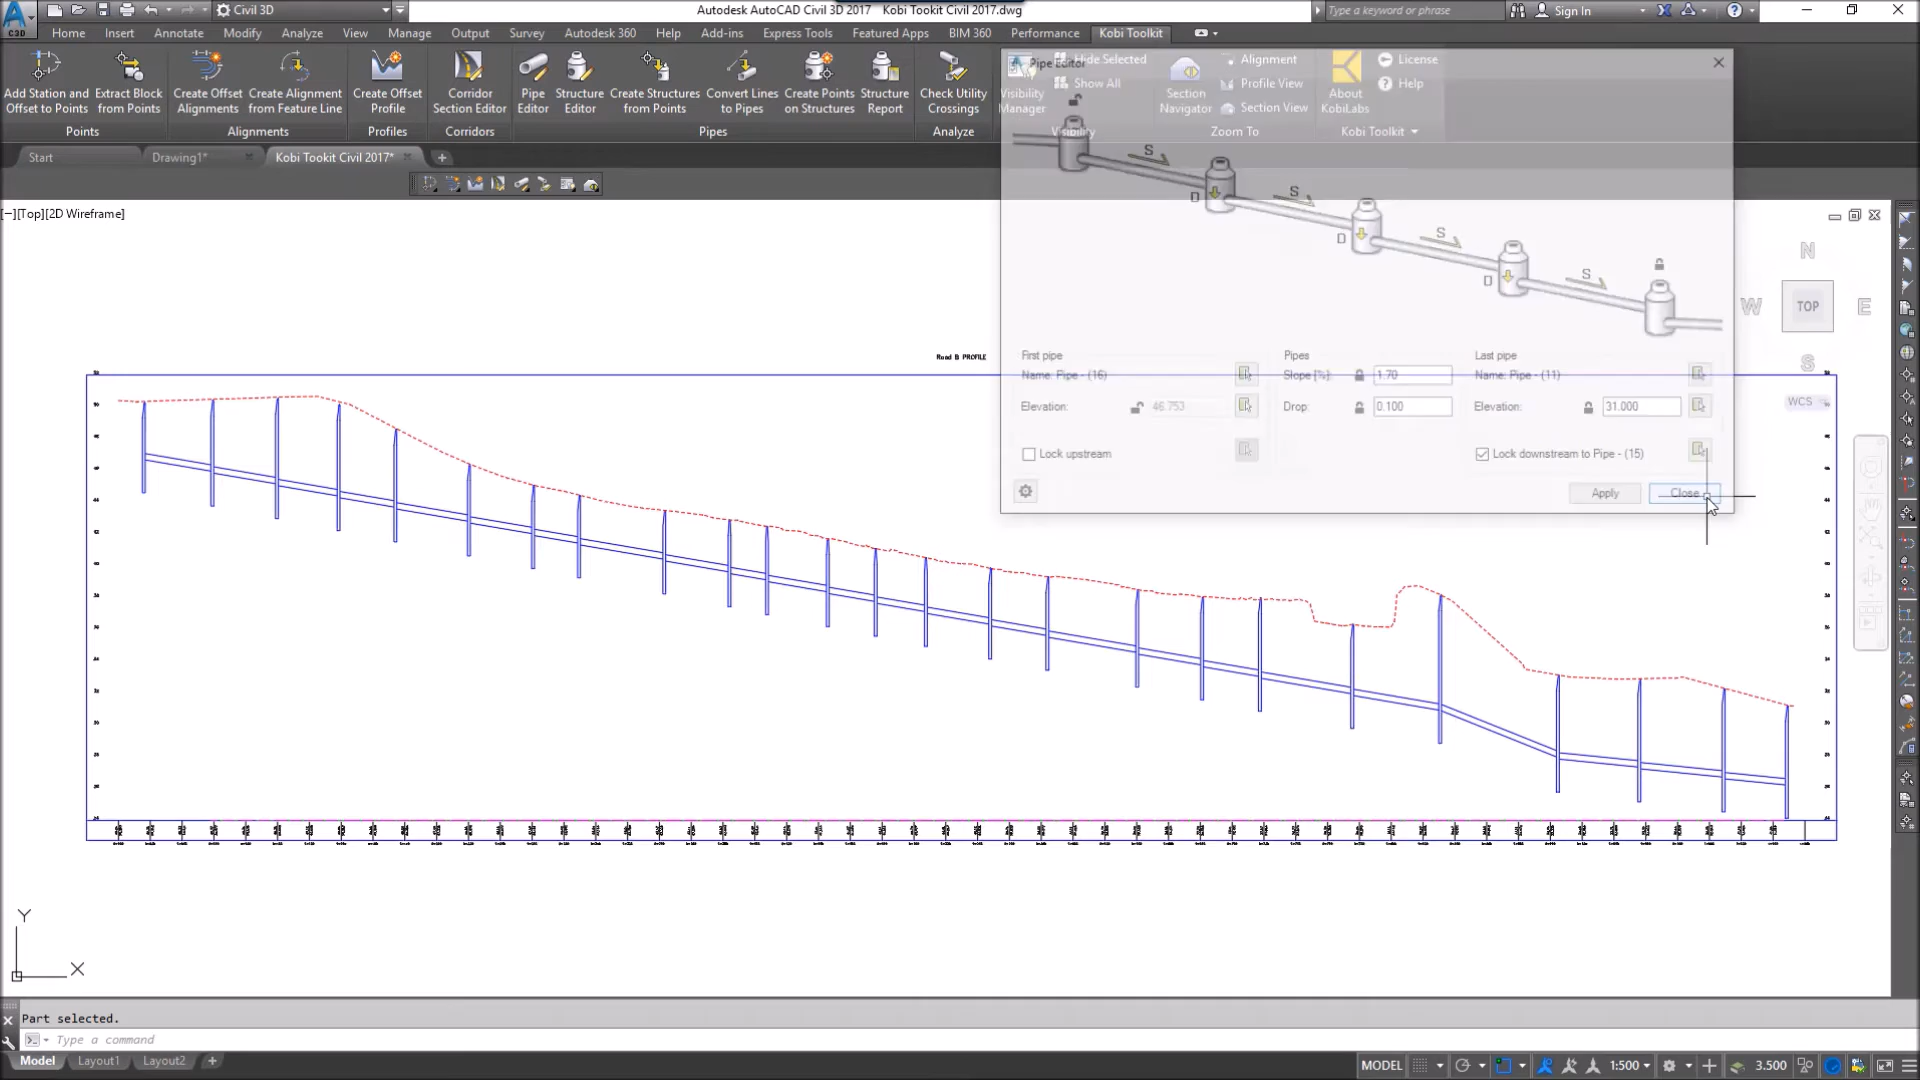 Civil 3D
Autodesk AutoCAD Civil 3D 2017 Kobi Tookit Civil 2017.dwg
Type a keyword or phrase
Sign In
C3D
Home Insert Annotate Modify Analyze View Manage Output Survey Autodesk 360 Help Add-ins Express Tools Featured Apps BIM 360 Performance Kobi Toolkit
Pipe Editor
Hide Selected
Alignment
License
Show All
Profile View
Help
Section View
Add Station and
Offset to Points
Extract Block
from Points
Create Offset
Alignments
Create Alignment
from Feature Line
Create Offset
Profile
Corridor
Section Editor
Pipe
Editor
Structure
Editor
Create Structures
from Points
Convert Lines
to Pipes
Create Points
on Structures
Structure
Report
Check Utility
Crossings
Visibility
Manager
Section
Navigator
About
KobiLabs
Points Alignments Profiles Corridors Pipes Analyze Visibility Zoom To Kobi Toolkit
Start Drawing1* Kobi Tookit Civil 2017*
[−][Top][2D Wireframe]
S
D
S
D
S
D
S
N
W TOP E
S
WCS
Road B PROFILE
First pipe
Name: Pipe - (16)
Elevation: 46.753
Lock upstream
Pipes
Slope [%]: 1.70
Drop: 0.100
Last pipe
Name: Pipe - (11)
Elevation: 31.000
Lock downstream to Pipe - (15)
Apply Close
Y
X
Part selected.
Type a command
Model Layout1 Layout2
MODEL 1:500 3.500